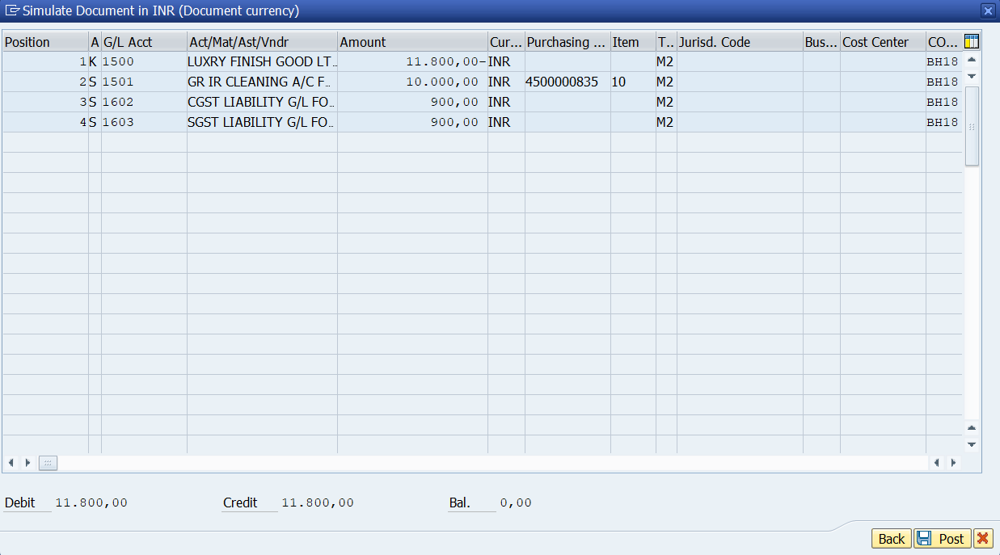 Simulate Document in INR (Document currency)
Position A G/L Acct Act/Mat/Ast/Vndr Amount Cur... Purchasing ... Item T.. Jurisd. Code Bus... Cost Center CO...
1 K 1500 LUXRY FINISH GOOD LT... 11.800,00- INR M2 BH18
2 S 1501 GR IR CLEANING A/C F... 10.000,00 INR 4500000835 10 M2 BH18
3 S 1602 CGST LIABILITY G/L FO... 900,00 INR M2 BH18
4 S 1603 SGST LIABILITY G/L FO... 900,00 INR M2 BH18
Debit 11.800,00 Credit 11.800,00 Bal. 0,00
Back Post